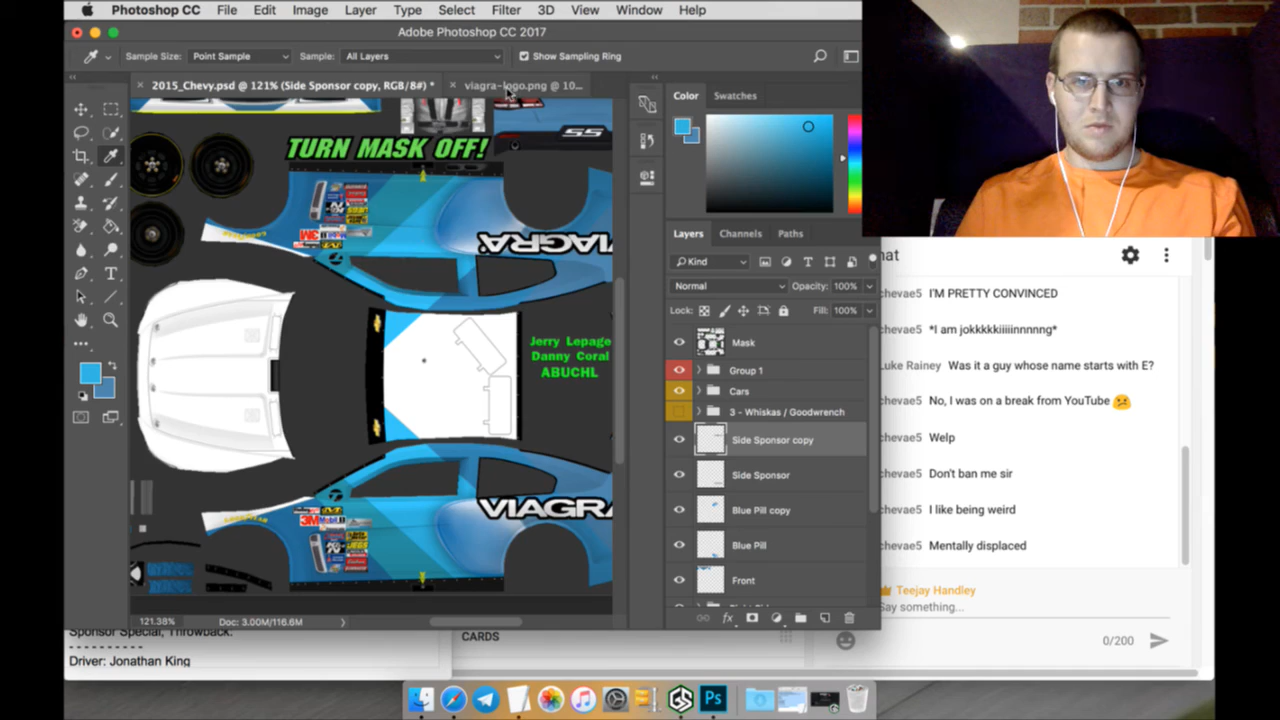 Photoshop CC File Edit Image Layer Type Select Filter 3D View Window Help
Adobe Photoshop CC 2017
Sample Size: Point Sample Sample: All Layers Show Sampling Ring
2015_Chevy.psd @ 121% (Side Sponsor copy, RGB/8#) * viagra-logo.png @ 10...
TURN MASK OFF!
SS
VIAGRA
Jerry Lepage
Danny Coral
ABUCHL
VIAGRA
3M
Color Swatches
Layers Channels Paths
Kind
Normal Opacity: 100%
Lock: Fill: 100%
Mask
Group 1
Cars
3 - Whiskas / Goodwrench
Side Sponsor copy
Side Sponsor
Blue Pill copy
Blue Pill
Front
fx
121.38% Doc: 3.00M/116.6M
hat
chevae5 I'M PRETTY CONVINCED
chevae5 *I am jokkkkkiiiiinnnnng*
Luke Rainey Was it a guy whose name starts with E?
chevae5 No, I was on a break from YouTube
chevae5 Welp
chevae5 Don't ban me sir
chevae5 I like being weird
chevae5 Mentally displaced
Teejay Handley
Say something...
0/200
Sponsor Special, Throwback.
- - - - - - - - - -
Driver: Jonathan King
CARDS
Ps